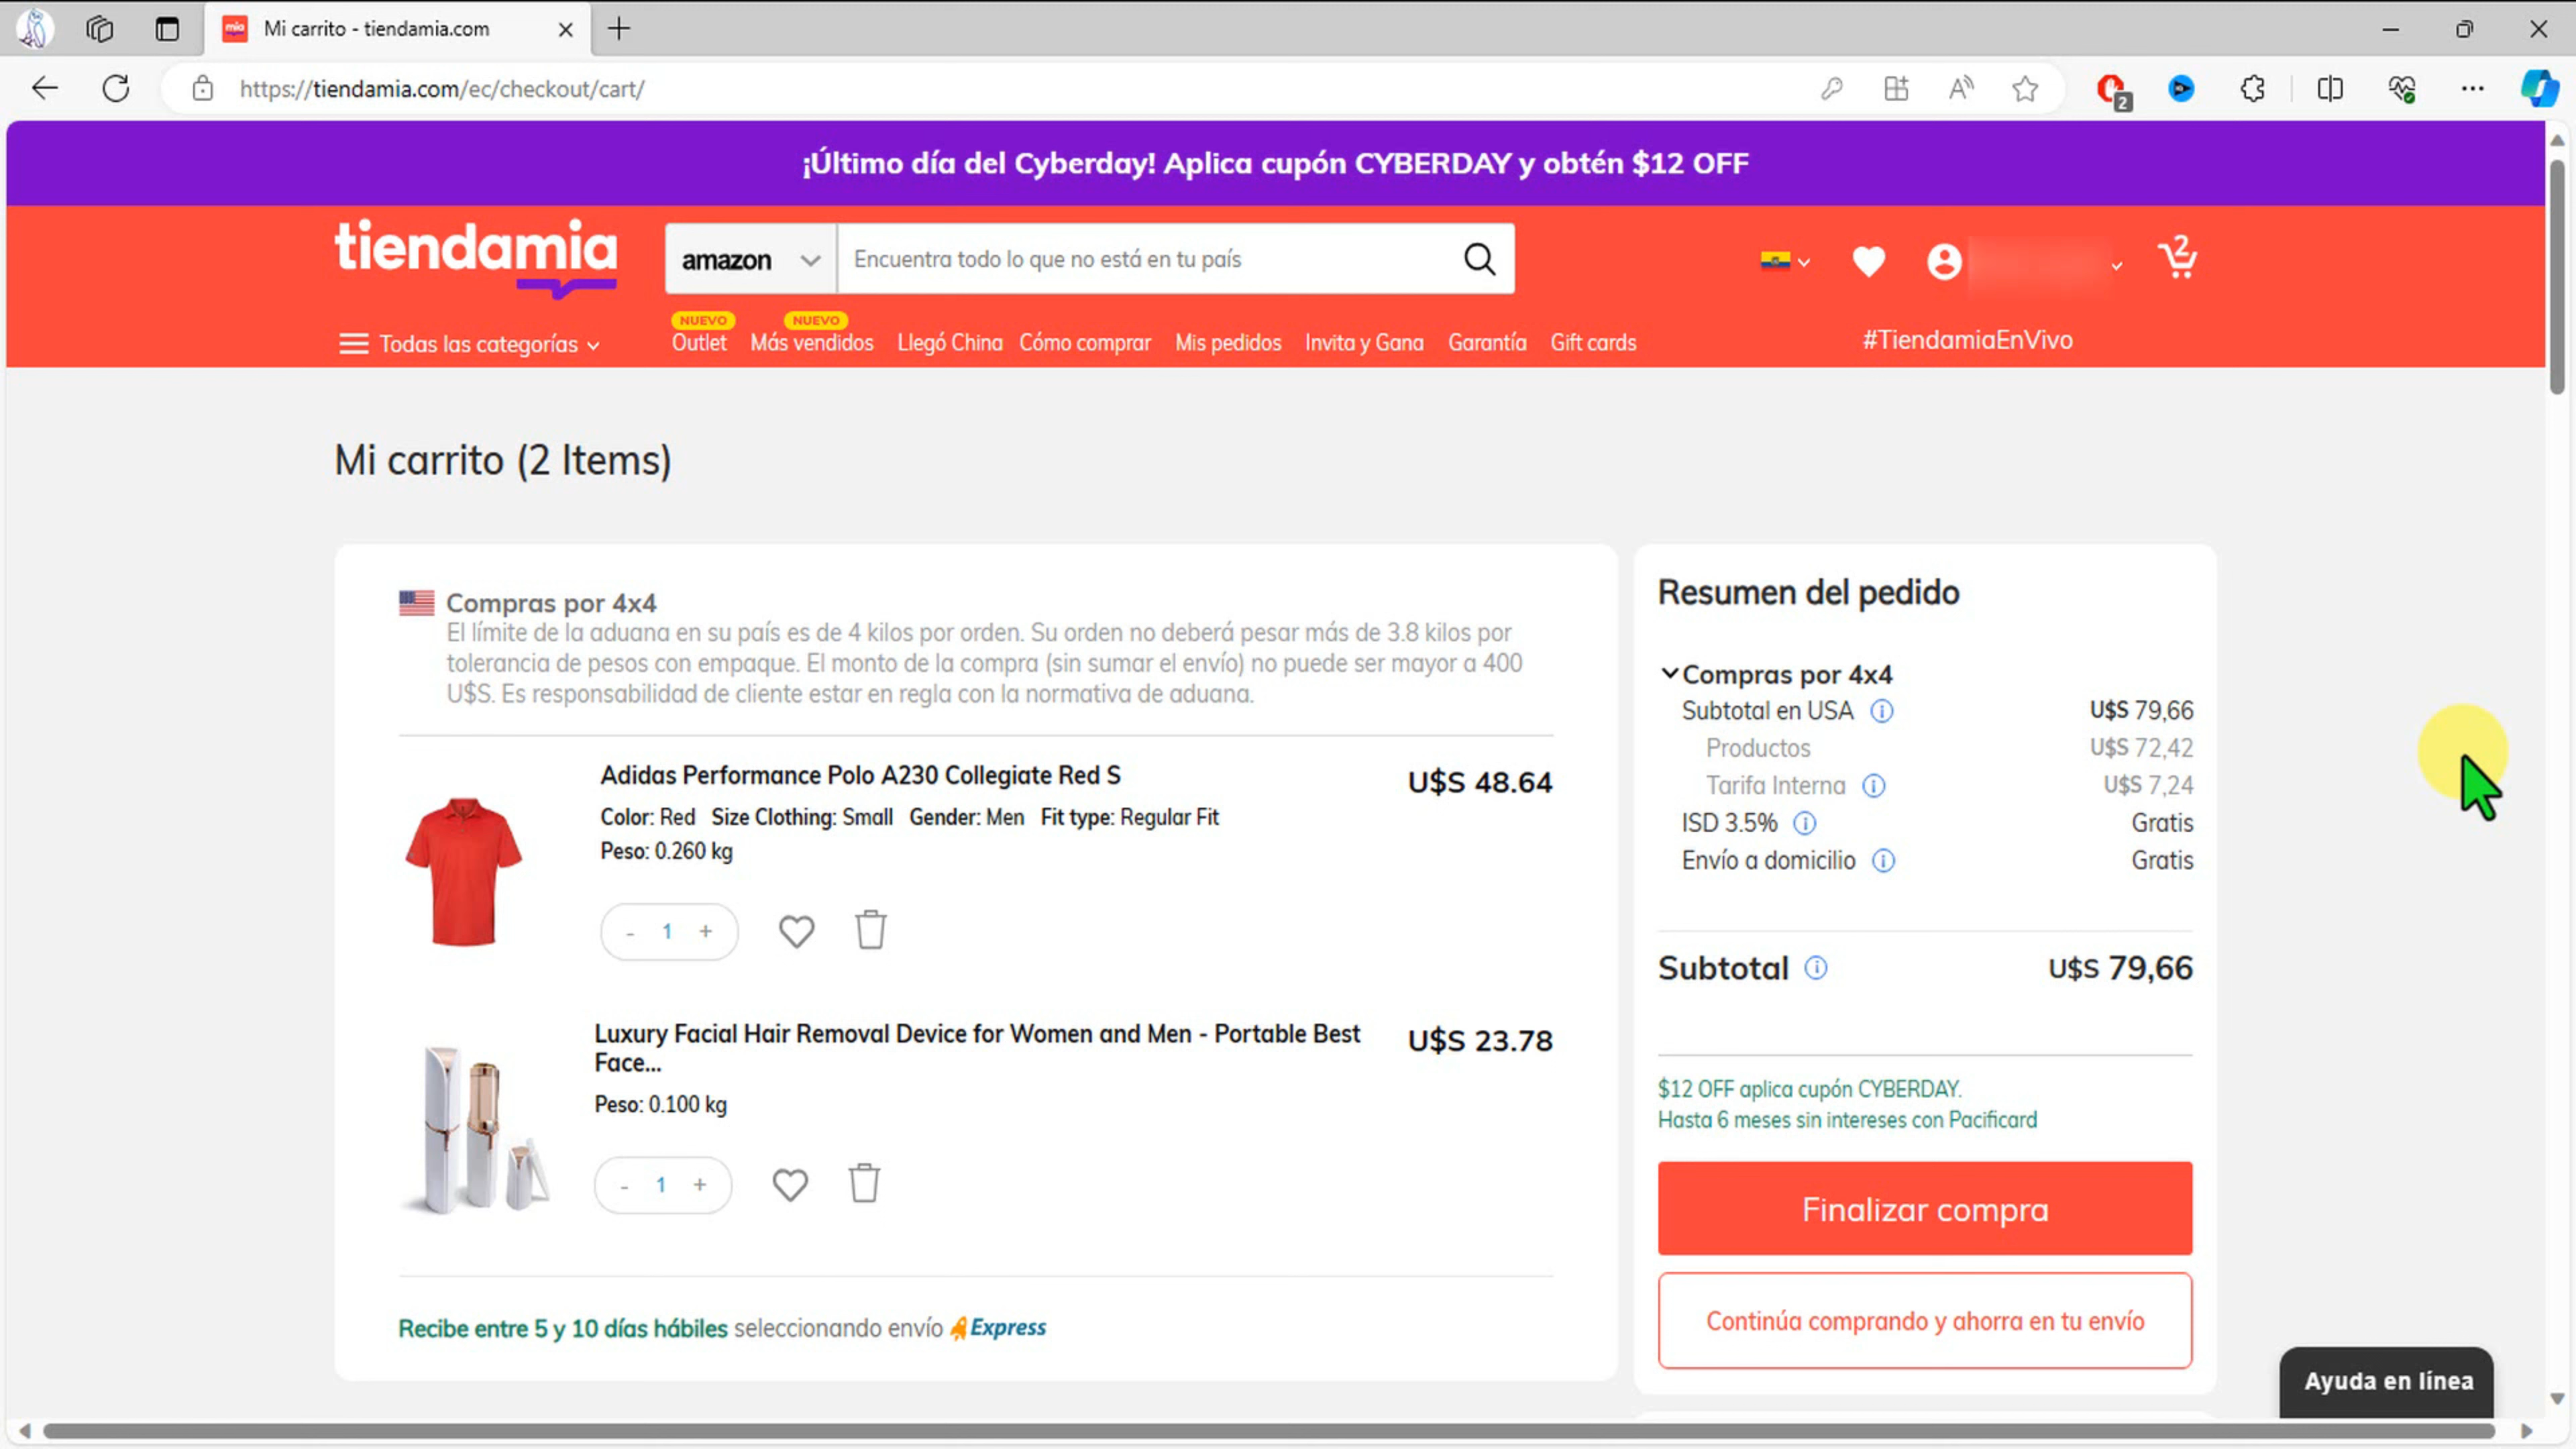 Mi carrito - tiendamia.com
https://tiendamia.com/ec/checkout/cart/
2
¡Último día del Cyberday! Aplica cupón CYBERDAY y obtén $12 OFF
tiendamia
amazon
Encuentra todo lo que no está en tu país
2
Todas las categorías
NUEVO
Outlet
NUEVO
Más vendidos
Llegó China
Cómo comprar
Mis pedidos
Invita y Gana
Garantía
Gift cards
#TiendamiaEnVivo
Mi carrito (2 Items)
Compras por 4x4
El límite de la aduana en su país es de 4 kilos por orden. Su orden no deberá pesar más de 3.8 kilos por
tolerancia de pesos con empaque. El monto de la compra (sin sumar el envío) no puede ser mayor a 400
U$S. Es responsabilidad de cliente estar en regla con la normativa de aduana.
Adidas Performance Polo A230 Collegiate Red S
U$S 48.64
Color: Red Size Clothing: Small Gender: Men Fit type: Regular Fit
Peso: 0.260 kg
- 1 +
Luxury Facial Hair Removal Device for Women and Men - Portable Best
Face...
U$S 23.78
Peso: 0.100 kg
- 1 +
Recibe entre 5 y 10 días hábiles seleccionando envío Express
Resumen del pedido
Compras por 4x4
Subtotal en USA U$S 79,66
Productos U$S 72,42
Tarifa Interna U$S 7,24
ISD 3.5% Gratis
Envío a domicilio Gratis
Subtotal U$S 79,66
$12 OFF aplica cupón CYBERDAY.
Hasta 6 meses sin intereses con Pacificard
Finalizar compra
Continúa comprando y ahorra en tu envío
Ayuda en línea